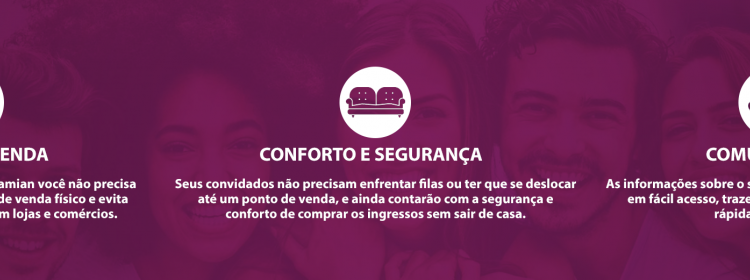 ENDA
amian você não precisa
de venda físico e evita
m lojas e comércios.
CONFORTO E SEGURANÇA
Seus convidados não precisam enfrentar filas ou ter que se deslocar
até um ponto de venda, e ainda contarão com a segurança e
conforto de comprar os ingressos sem sair de casa.
COMU
As informações sobre o s
em fácil acesso, traze
rápida